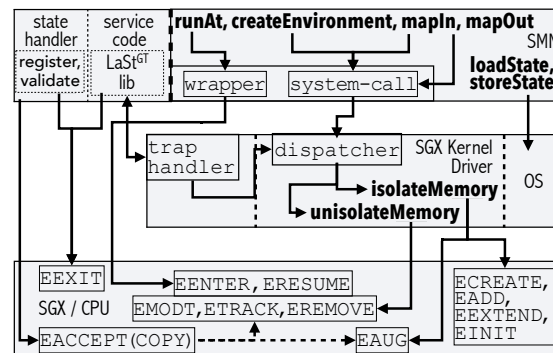 state handler
service code
runAt, createEnvironment, mapIn, mapOut
SMM
register, validate
LaSt^GT lib
loadState, storeState
wrapper
system-call
trap handler
dispatcher
SGX Kernel Driver
OS
isolateMemory
unisolateMemory
EEXIT
EENTER, ERESUME
ECREATE, EADD, EEXTEND, EINIT
SGX / CPU
EMODT,ETRACK,EREMOVE
EACCEPT(COPY)
EAUG